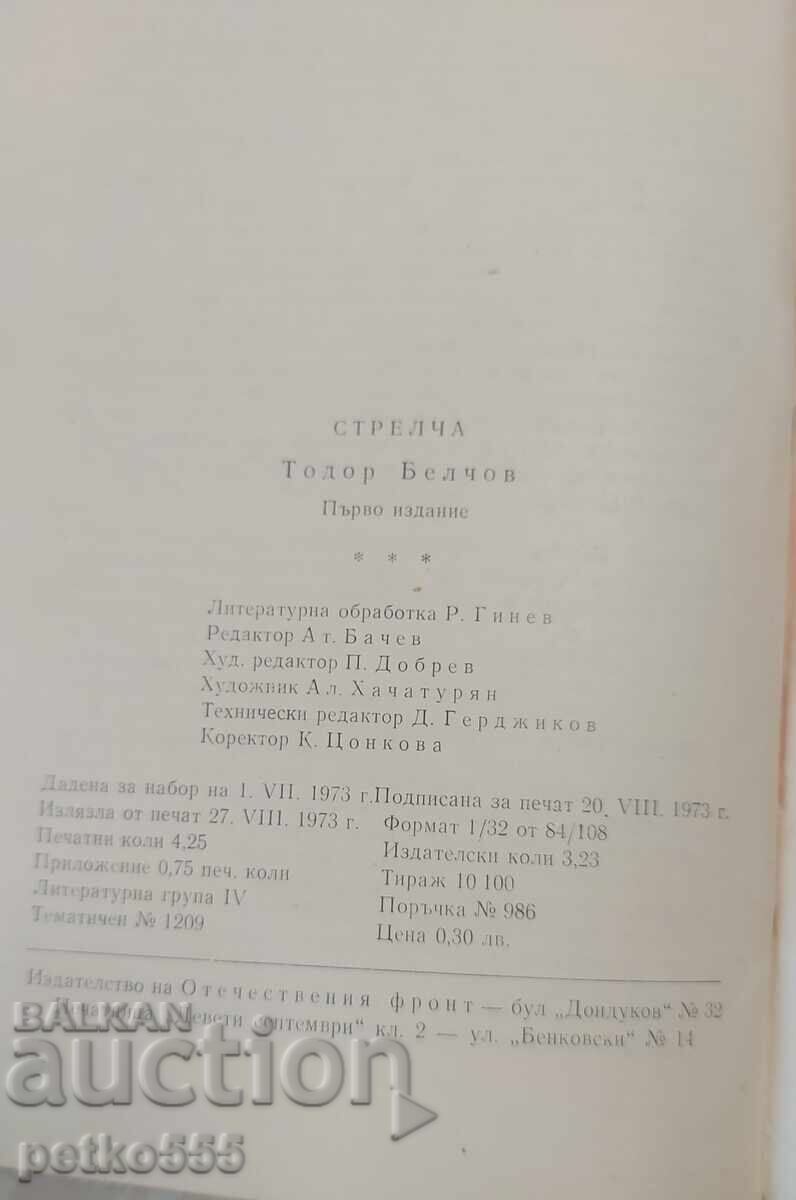 СТРЕЛЧА
Тодор Белчов
Първо издание
* * *
Литературна обработка Р. Гинев
Редактор Ат. Бачев
Худ. редактор П. Добрев
Художник Ал. Хачатурян
Технически редактор Д. Герджиков
Коректор К. Цонкова
Дадена за набор на 1. VII. 1973 г. Подписана за печат 20. VIII. 1973 г.
Излязла от печат 27. VIII. 1973 г. Формат 1/32 от 84/108
Печатни коли 4,25 Издателски коли 3,23
Приложение 0,75 печ. коли Тираж 10 100
Литературна група IV Поръчка № 986
Тематичен № 1209 Цена 0,30 лв.
Издателство на Отечествения фронт — бул „Дондуков“ № 32
Печатница „Девети септември“ кл. 2 — ул. „Бенковски“ № 14
BALKAN
auction
petko555